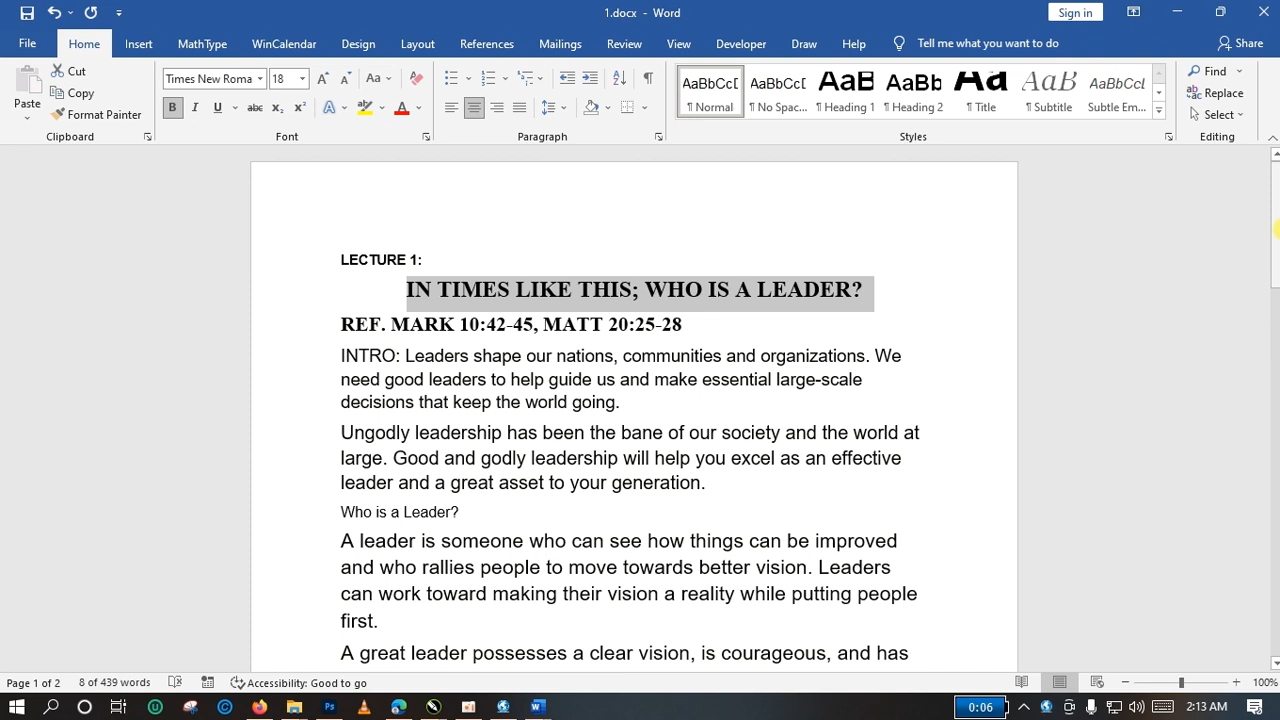 1.docx - Word
Sign in
File Home Insert MathType WinCalendar Design Layout References Mailings Review View Developer Draw Help Tell me what you want to do Share
Paste Cut Copy Format Painter
Clipboard
Times New Roma 18
Font
Paragraph
AaBbCcD AaBbCcD AaB AaBb Aa AaB AaBbCcD
¶ Normal ¶ No Spac... ¶ Heading 1 ¶ Heading 2 ¶ Title ¶ Subtitle Subtle Em...
Styles
Find
Replace
Select
Editing
LECTURE 1:
IN TIMES LIKE THIS; WHO IS A LEADER?
REF. MARK 10:42-45, MATT 20:25-28
INTRO: Leaders shape our nations, communities and organizations. We
need good leaders to help guide us and make essential large-scale
decisions that keep the world going.
Ungodly leadership has been the bane of our society and the world at
large. Good and godly leadership will help you excel as an effective
leader and a great asset to your generation.
Who is a Leader?
A leader is someone who can see how things can be improved
and who rallies people to move towards better vision. Leaders
can work toward making their vision a reality while putting people
first.
A great leader possesses a clear vision, is courageous, and has
Page 1 of 2 8 of 439 words Accessibility: Good to go 100%
0:06 2:13 AM